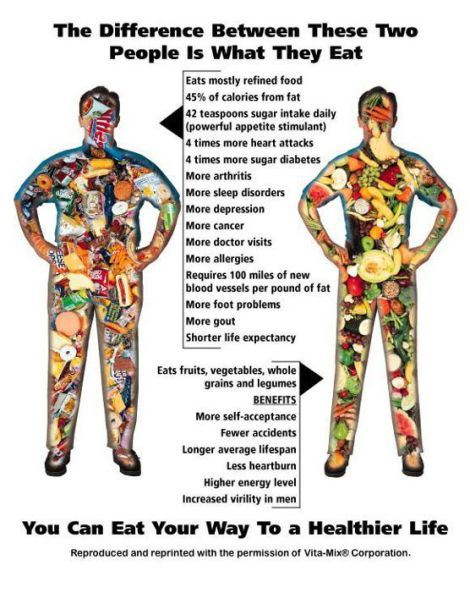 The Difference Between These Two
People Is What They Eat
Eats mostly refined food
45% of calories from fat
42 teaspoons sugar intake daily
(powerful appetite stimulant)
4 times more heart attacks
4 times more sugar diabetes
More arthritis
More sleep disorders
More depression
More cancer
More doctor visits
More allergies
Requires 100 miles of new
blood vessels per pound of fat
More foot problems
More gout
Shorter life expectancy
Eats fruits, vegetables, whole
grains and legumes
BENEFITS
More self-acceptance
Fewer accidents
Longer average lifespan
Less heartburn
Higher energy level
Increased virility in men
You Can Eat Your Way To a Healthier Life
Reproduced and reprinted with the permission of Vita-Mix® Corporation.